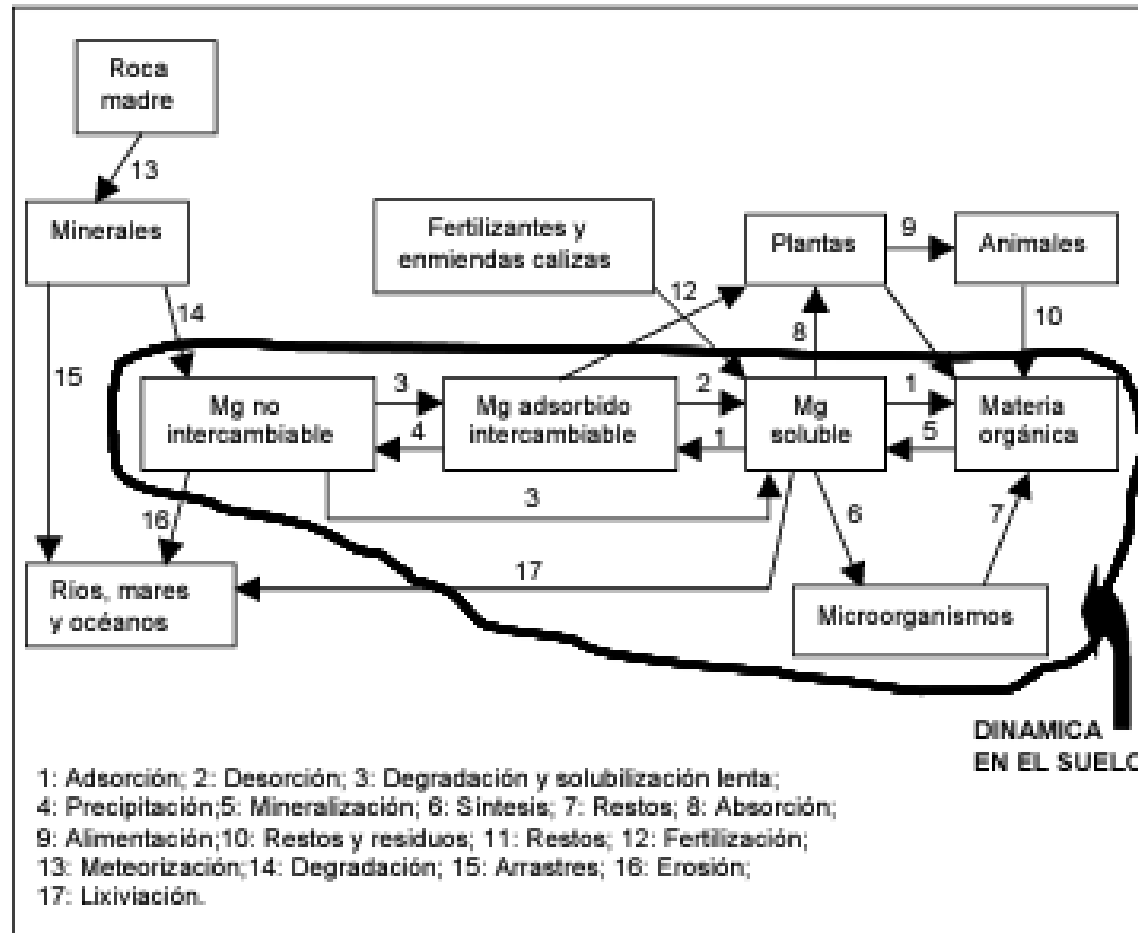 Roca
madre
13
Minerales
Fertilizantes y
enmiendas calizas
Plantas
9
Animales
14
12
8
10
15
Mg no
intercambiable
3
4
Mg adsorbido
intercambiable
2
1
Mg
soluble
1
5
Materia
orgánica
3
16
17
6
7
Ríos, mares
y océanos
Microorganismos
DINAMICA
EN EL SUELO
1: Adsorción; 2: Desorción; 3: Degradación y solubilización lenta;
4: Precipitación;5: Mineralización; 6: Síntesis; 7: Restos; 8: Absorción;
9: Alimentación;10: Restos y residuos; 11: Restos; 12: Fertilización;
13: Meteorización;14: Degradación; 15: Arrastres; 16: Erosión;
17: Lixiviación.